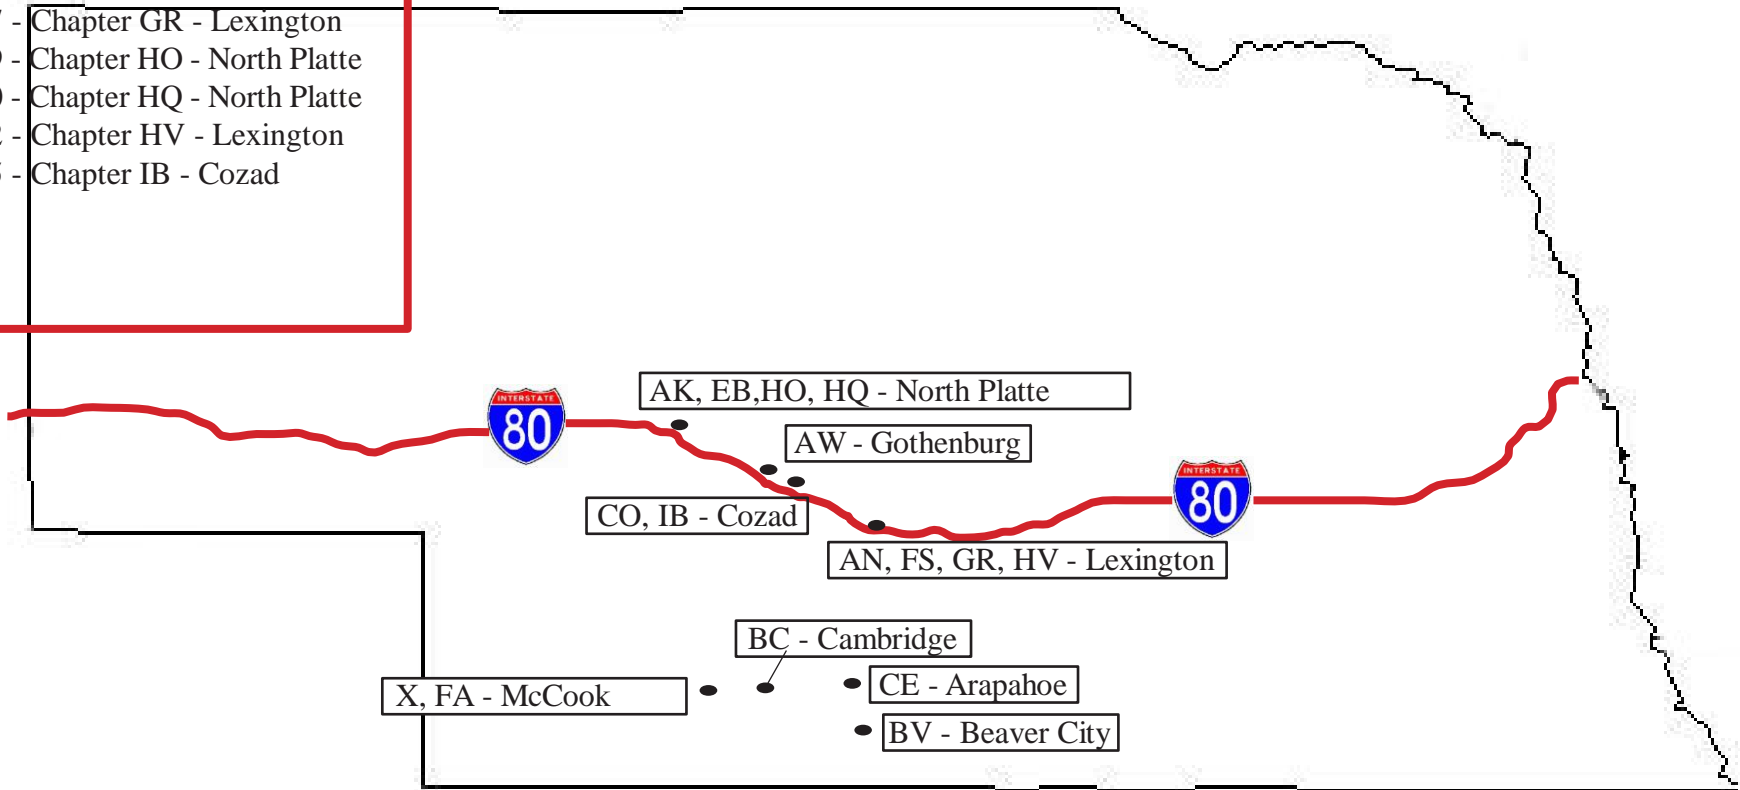 - Chapter GR - Lexington
- Chapter HO - North Platte
- Chapter HQ - North Platte
- Chapter HV - Lexington
- Chapter IB - Cozad
AK, EB,HO, HQ - North Platte
INTERSTATE
80
AW - Gothenburg
INTERSTATE
80
CO, IB - Cozad
AN, FS, GR, HV - Lexington
BC - Cambridge
X, FA - McCook
CE - Arapahoe
BV - Beaver City